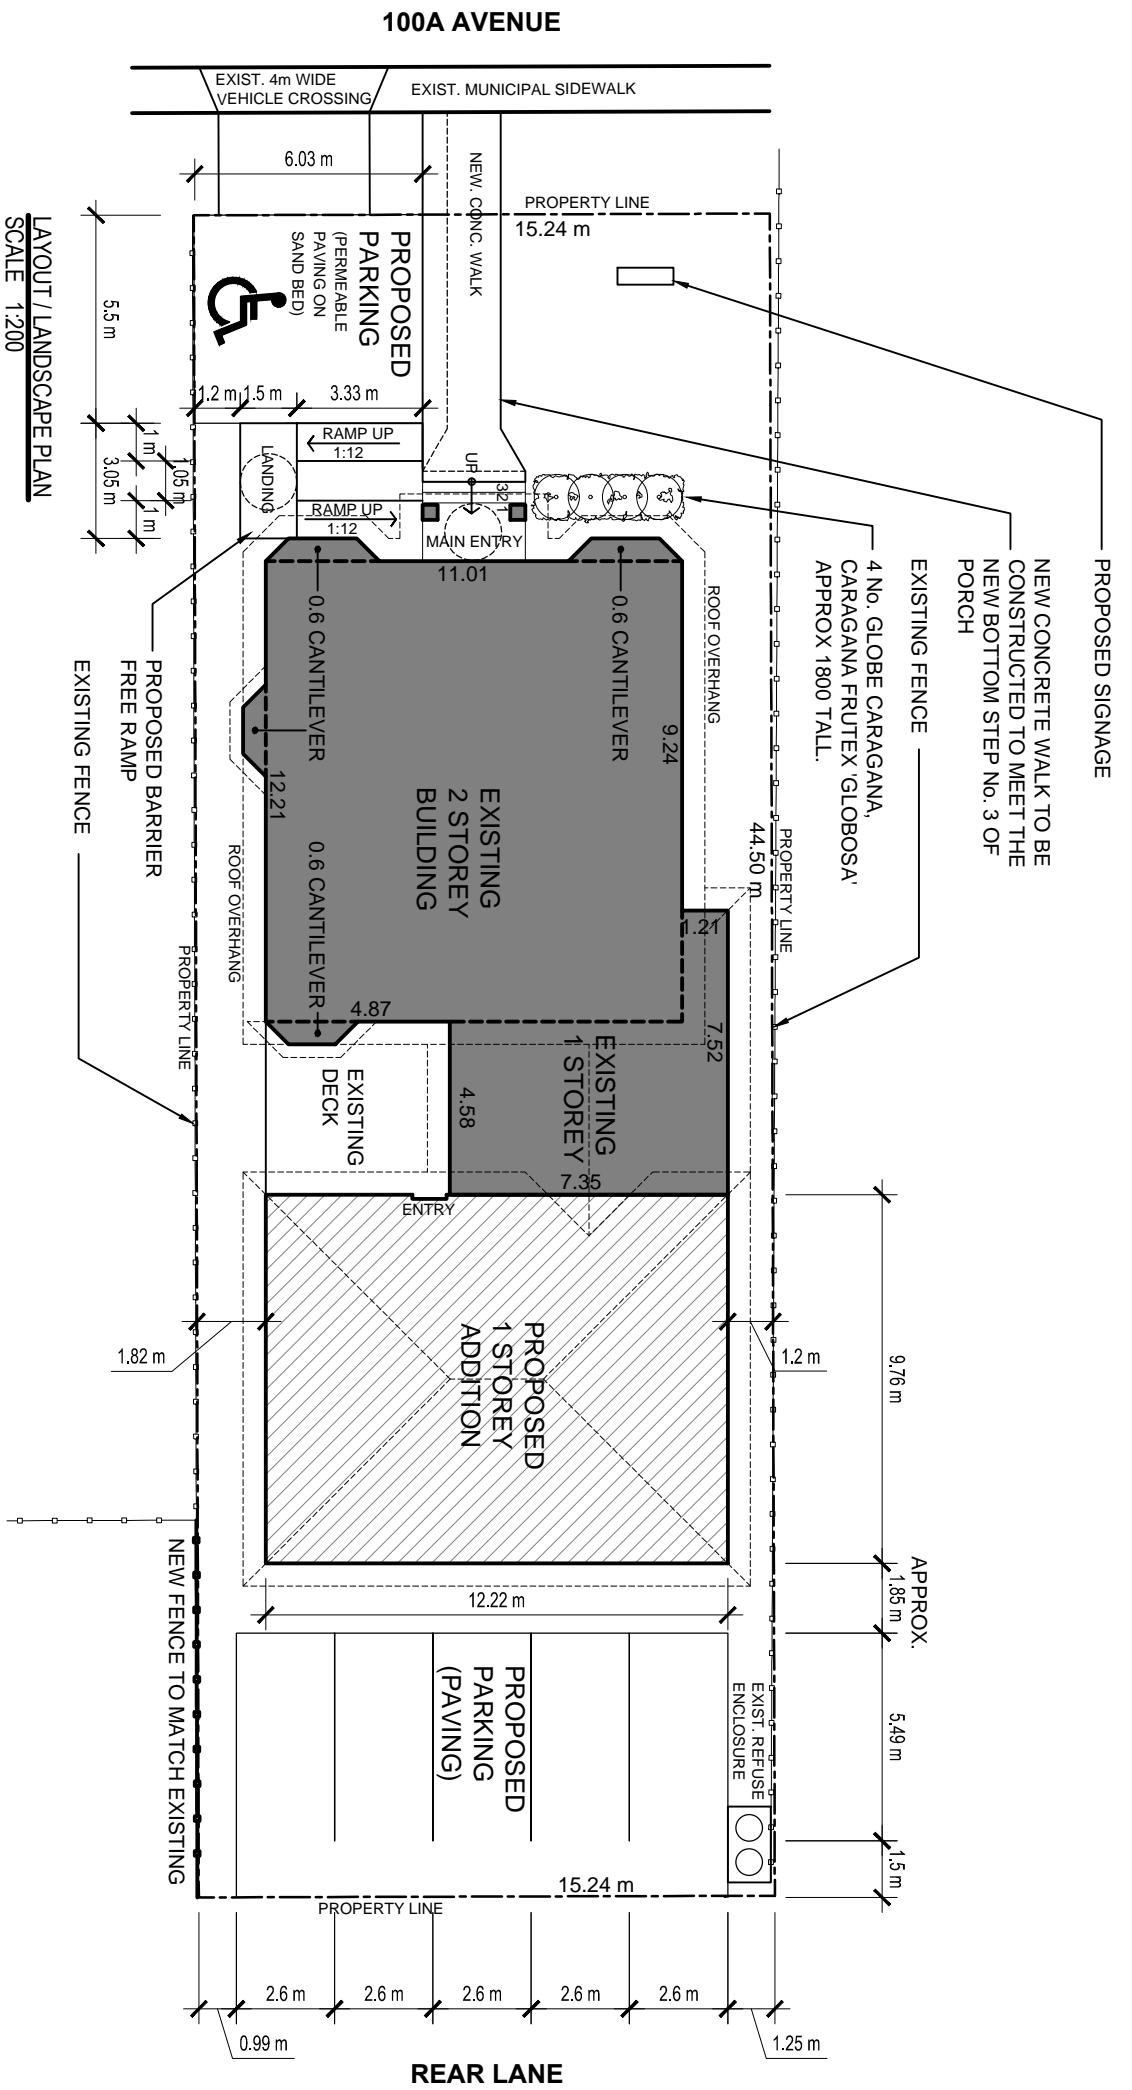 100A AVENUE
EXIST. 4m WIDE
VEHICLE CROSSING
EXIST. MUNICIPAL SIDEWALK
6.03 m
NEW. CONC. WALK
PROPERTY LINE
15.24 m
PROPOSED SIGNAGE
NEW CONCRETE WALK TO BE
CONSTRUCTED TO MEET THE
NEW BOTTOM STEP No. 3 OF
PORCH
EXISTING FENCE
4 No. GLOBE CARAGANA,
CARAGANA FRUTEX 'GLOBOSA'
APPROX 1800 TALL.
LAYOUT / LANDSCAPE PLAN
SCALE 1:200
5.5 m
1 m
3.05 m
1.05 m
1 m
PROPOSED
PARKING
(PERMEABLE
PAVING ON
SAND BED)
1.2 m
1.5 m
3.33 m
RAMP UP
1:12
LANDING
RAMP UP
1:12
UP
3 2 1
MAIN ENTRY
11.01
0.6 CANTILEVER
0.6 CANTILEVER
ROOF OVERHANG
9.24
PROPOSED BARRIER
FREE RAMP
EXISTING FENCE
12.21
EXISTING
2 STOREY
BUILDING
PROPERTY LINE
44.50 m
0.6 CANTILEVER
ROOF OVERHANG
PROPERTY LINE
1.21
4.87
7.52
EXISTING
1 STOREY
EXISTING
DECK
4.58
7.35
ENTRY
PROPOSED
1 STOREY
ADDITION
1.82 m
1.2 m
9.76 m
APPROX.
1.85 m
5.49 m
1.5 m
12.22 m
NEW FENCE TO MATCH EXISTING
PROPOSED
PARKING
(PAVING)
EXIST. REFUSE
ENCLOSURE
15.24 m
PROPERTY LINE
2.6 m
2.6 m
2.6 m
2.6 m
2.6 m
0.99 m
1.25 m
REAR LANE